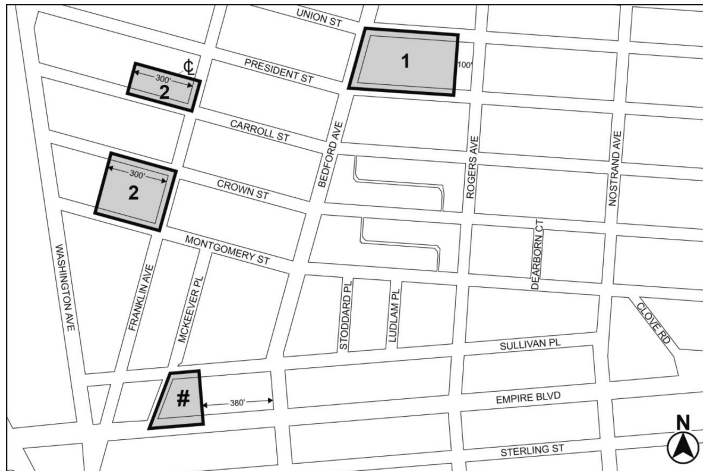 UNION ST
1
100'
℄
PRESIDENT ST
300'
2
CARROLL ST
BEDFORD AVE
ROGERS AVE
NOSTRAND AVE
300'
2
CROWN ST
MONTGOMERY ST
DEARBORN CT
WASHINGTON AVE
FRANKLIN AVE
MCKEEVER PL
STODDARD PL
LUDLAM PL
CLOVE RD
SULLIVAN PL
#
380'
EMPIRE BLVD
N
STERLING ST